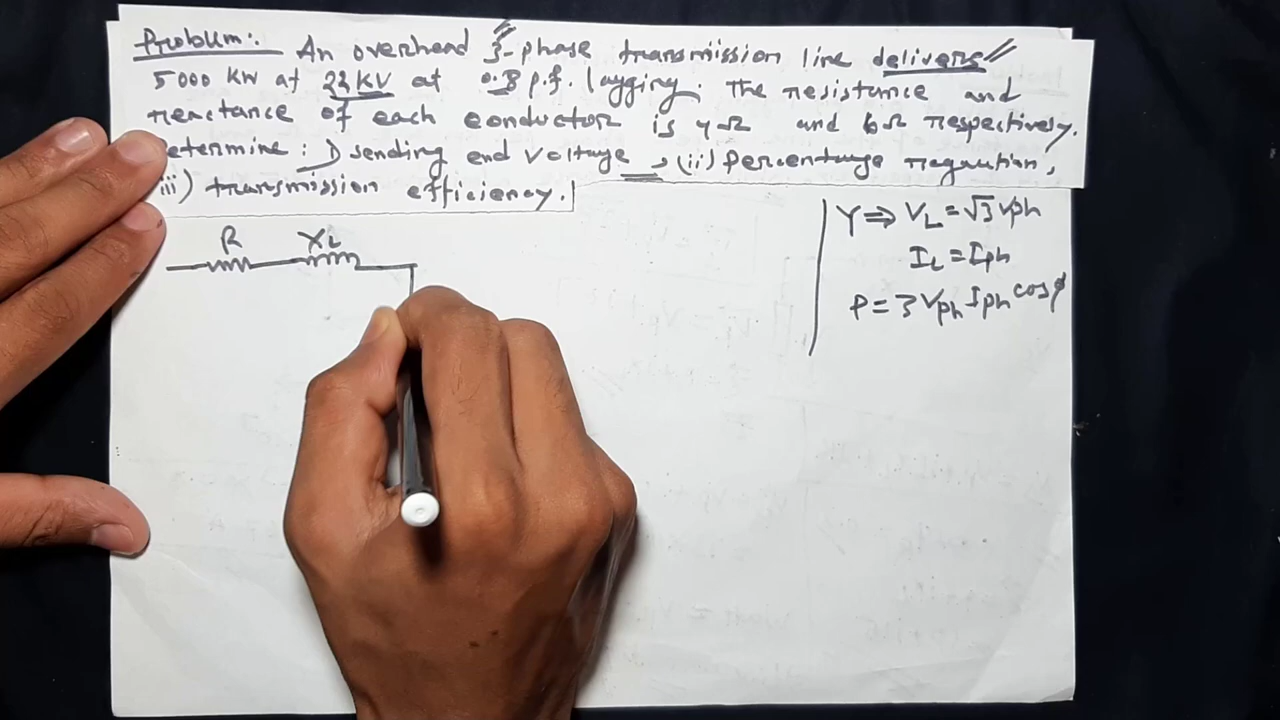 Problem:. An overhead 3-phase transmission line delivers
5000 KW at 22 KV at 0.8 p.f. lagging. The resistance and
reactance of each conductor is 4Ω and 6Ω respectively.
etermine: i) sending end voltage, (ii) Percentage regaution,
iii) transmission efficiency.
R XL
Y ⇒ VL = √3 Vph
IL = Iph
P = 3 Vph Iph cosφ